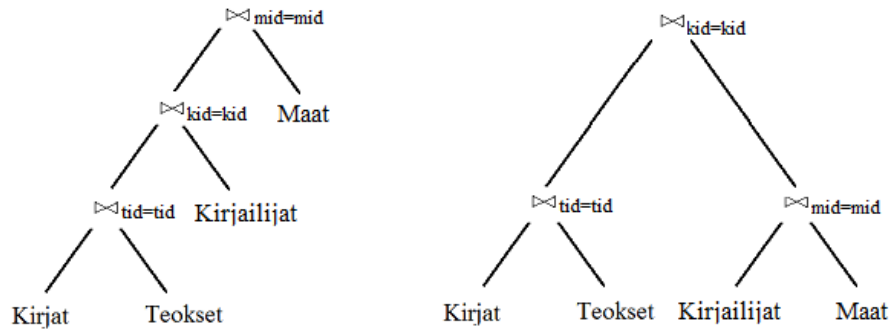 ⋈mid=mid
⋈kid=kid
⋈kid=kid Maat
⋈tid=tid Kirjailijat
⋈tid=tid ⋈mid=mid
Kirjat Teokset
Kirjat Teokset Kirjailijat Maat